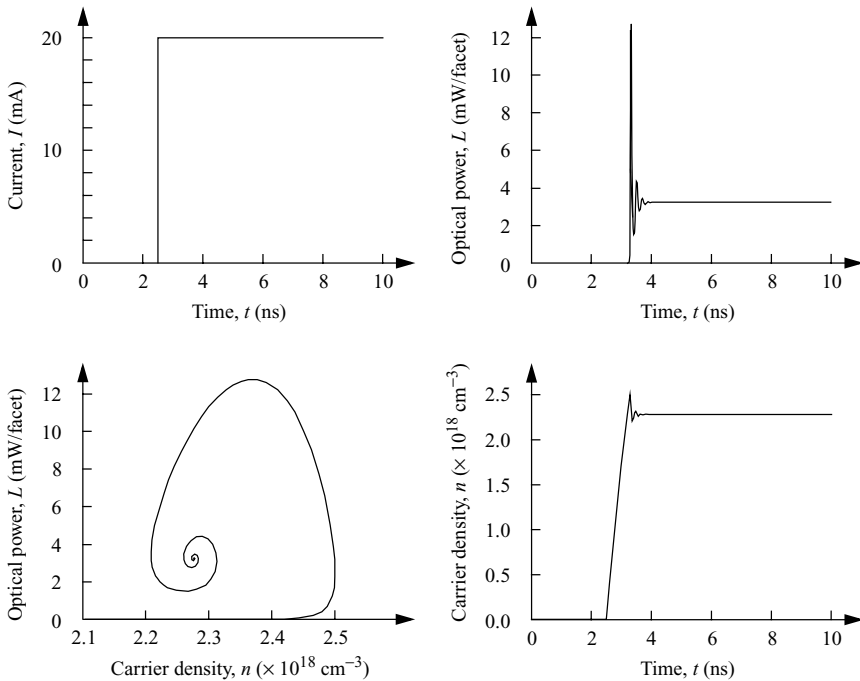 20
10
0
Current, I (mA)
0 2 4 6 8 10
Time, t (ns)
12
10
8
6
4
2
0
Optical power, L (mW/facet)
0 2 4 6 8 10
Time, t (ns)
12
10
8
6
4
2
0
Optical power, L (mW/facet)
2.1 2.2 2.3 2.4 2.5
Carrier density, n (× 10¹⁸ cm⁻³)
2.5
2.0
1.5
1.0
0.5
0.0
Carrier density, n (× 10¹⁸ cm⁻³)
0 2 4 6 8 10
Time, t (ns)